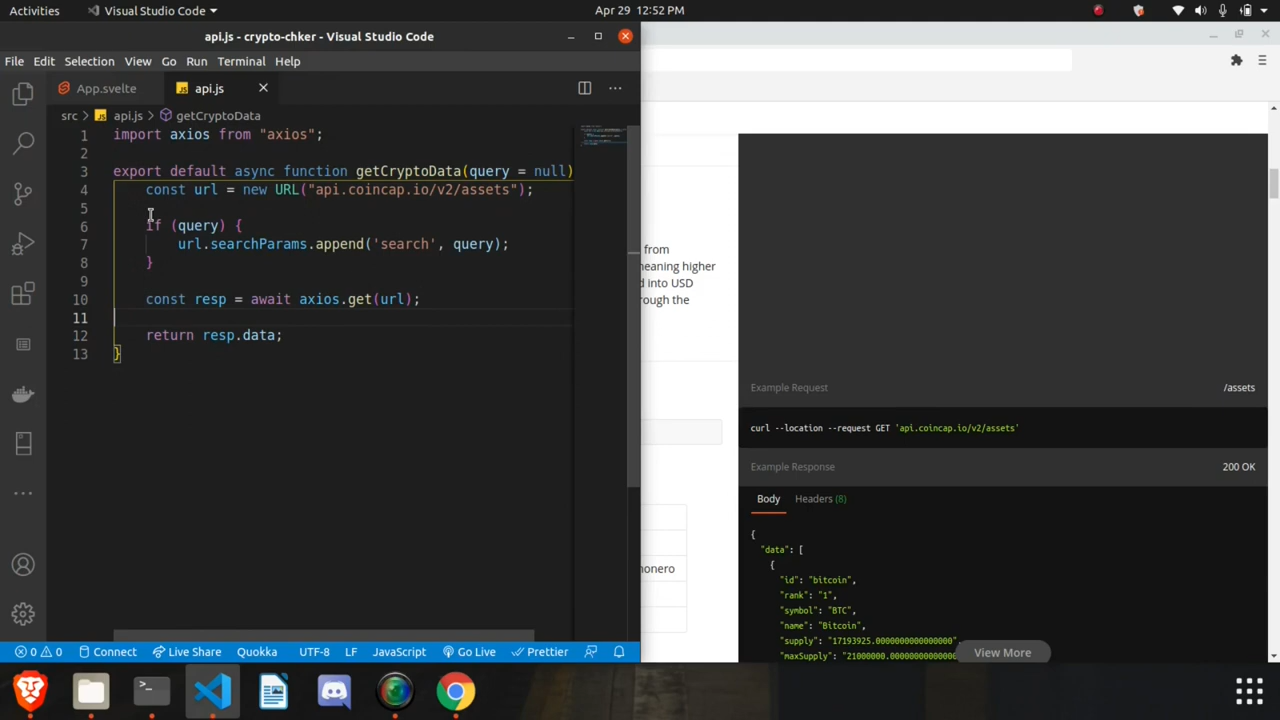 Activities
Visual Studio Code
Apr 29 12:52 PM
api.js - crypto-chker - Visual Studio Code
File Edit Selection View Go Run Terminal Help
App.svelte
api.js
src > api.js > getCryptoData
1 import axios from "axios";
2
3 export default async function getCryptoData(query = null)
4 const url = new URL("api.coincap.io/v2/assets");
5
6 if (query) {
7 url.searchParams.append('search', query);
8 }
9
10 const resp = await axios.get(url);
11
12 return resp.data;
13 }
0 0 Connect Live Share Quokka UTF-8 LF JavaScript Go Live Prettier
from
meaning higher
d into USD
rough the
onero
Example Request
/assets
curl --location --request GET 'api.coincap.io/v2/assets'
Example Response
200 OK
Body Headers (8)
{
"data": [
{
"id": "bitcoin",
"rank": "1",
"symbol": "BTC",
"name": "Bitcoin",
"supply": "17193925.0000000000000000",
"maxSupply": "21000000.0000000000000000
View More